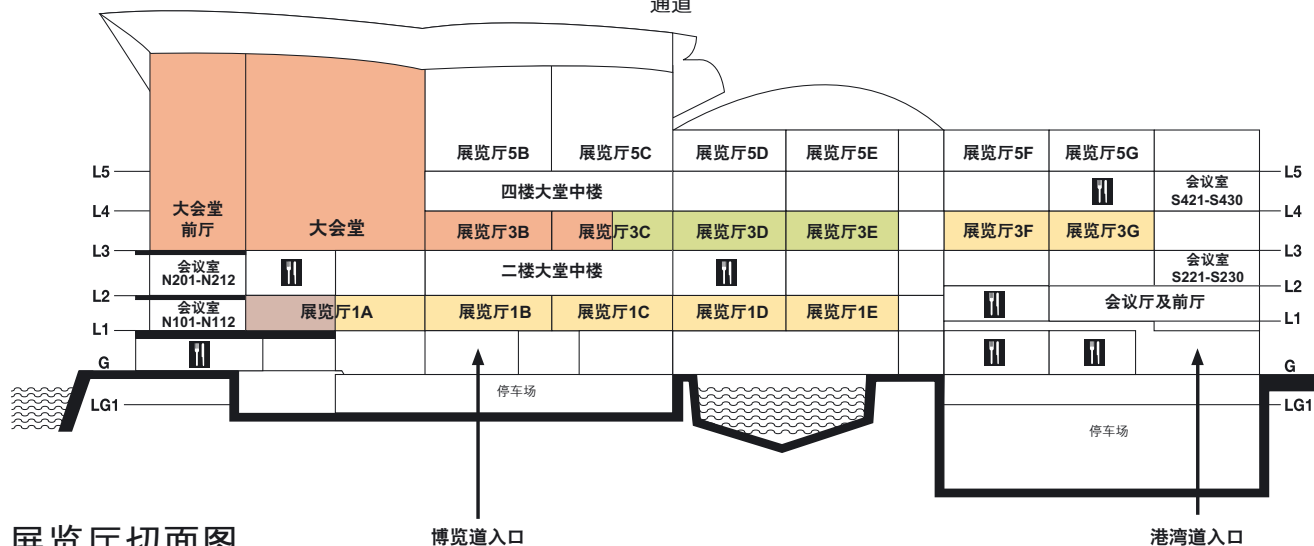 通道
展览厅5B
展览厅5C
展览厅5D
展览厅5E
展览厅5F
展览厅5G
L5
L5
四楼大堂中楼
会议室
S421-S430
L4
L4
大会堂
前厅
大会堂
展览厅3B
展览厅3C
展览厅3D
展览厅3E
展览厅3F
展览厅3G
L3
L3
会议室
N201-N212
二楼大堂中楼
会议室
S221-S230
L2
L2
会议室
N101-N112
展览厅1A
展览厅1B
展览厅1C
展览厅1D
展览厅1E
会议厅及前厅
L1
L1
G
G
停车场
LG1
LG1
停车场
展览厅切面图
博览道入口
港湾道入口